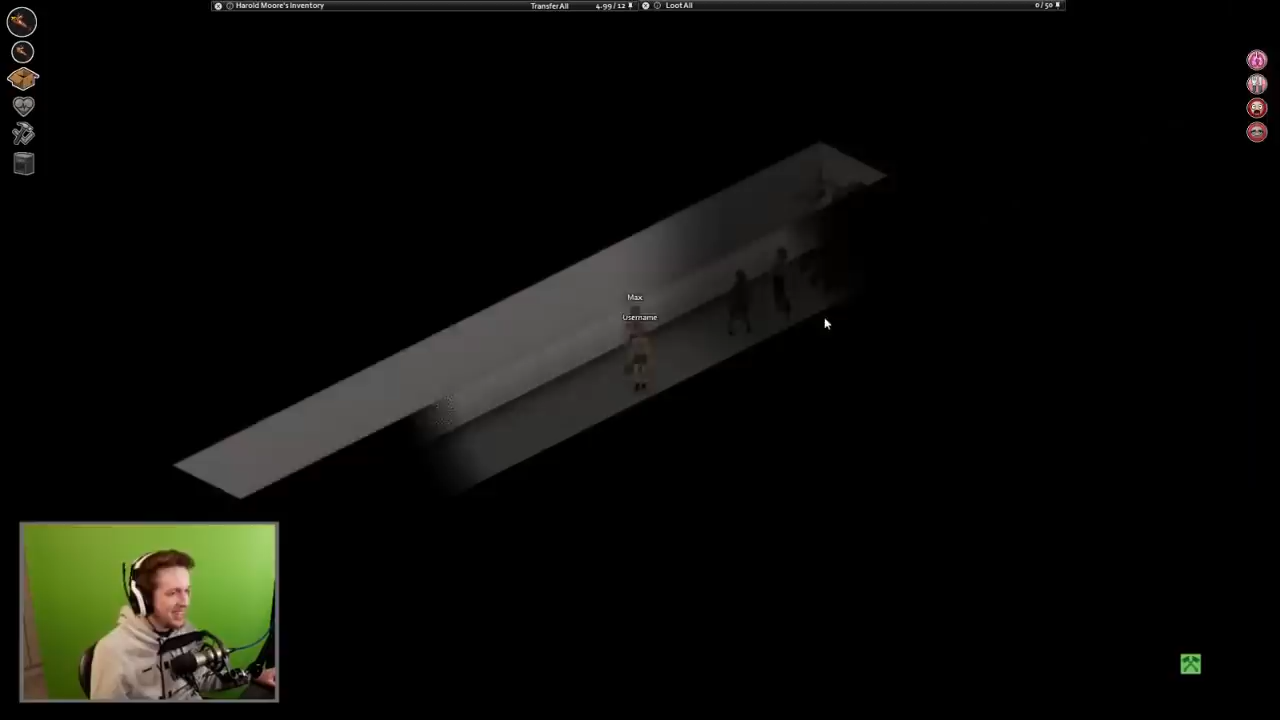 Harold Moore's Inventory
Transfer All
4.99 / 12
Loot All
0 / 50
Max
Username